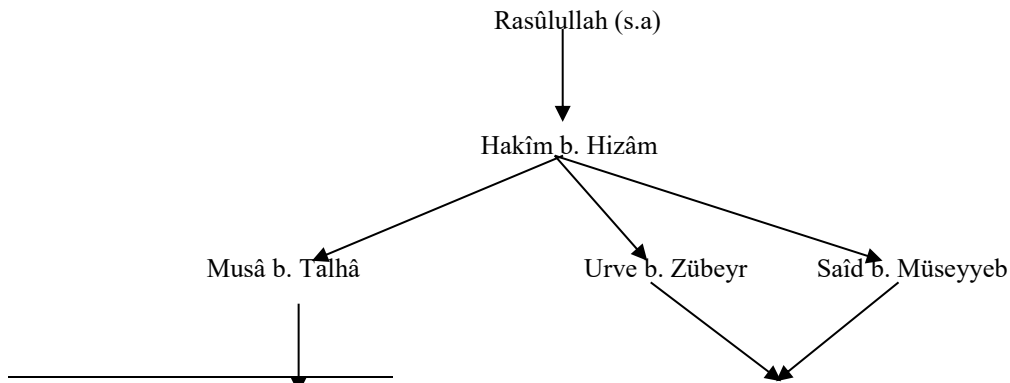 Rasûlullah (s.a)
Hakîm b. Hizâm
Musâ b. Talhâ Urve b. Zübeyr Saîd b. Müseyyeb